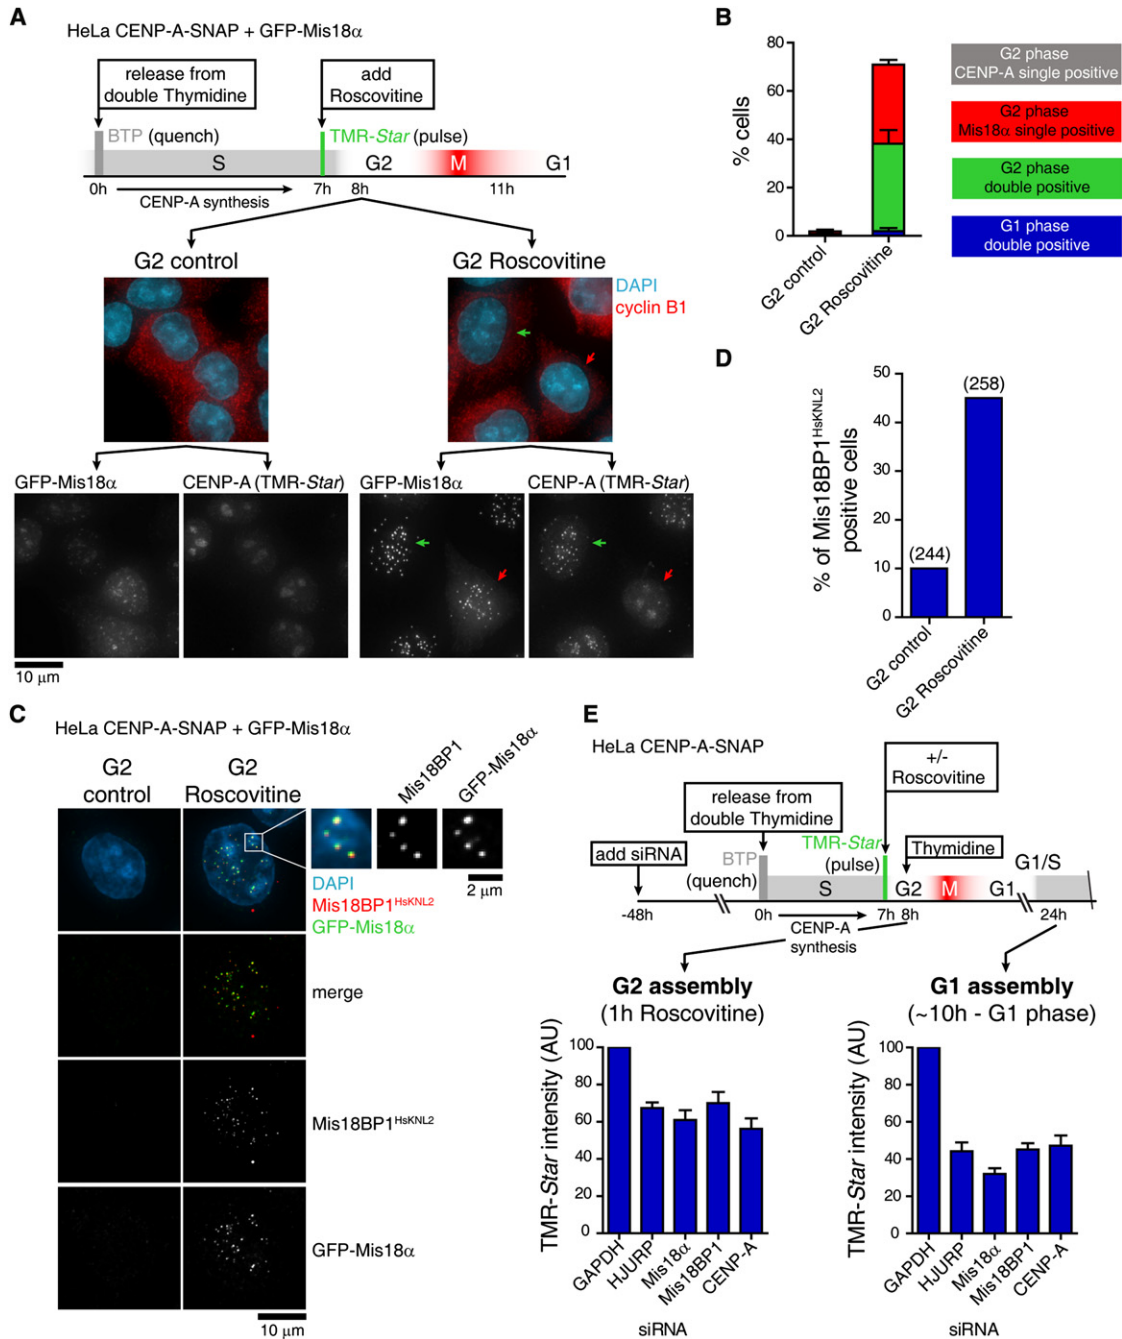 A
HeLa CENP-A-SNAP + GFP-Mis18α
release from
double Thymidine
add
Roscovitine
BTP (quench)
TMR-Star (pulse)
S
G2
M
G1
0h
7h
8h
11h
CENP-A synthesis
G2 control
G2 Roscovitine
DAPI
cyclin B1
GFP-Mis18α
CENP-A (TMR-Star)
GFP-Mis18α
CENP-A (TMR-Star)
10 μm
B
% cells
80
60
40
20
0
G2 control
G2 Roscovitine
G2 phase
CENP-A single positive
G2 phase
Mis18α single positive
G2 phase
double positive
G1 phase
double positive
D
% of Mis18BP1HsKNL2
positive cells
50
40
30
20
10
0
(244)
(258)
G2 control
G2 Roscovitine
C
HeLa CENP-A-SNAP + GFP-Mis18α
G2
control
G2
Roscovitine
Mis18BP1
GFP-Mis18α
2 μm
DAPI
Mis18BP1HsKNL2
GFP-Mis18α
merge
Mis18BP1HsKNL2
GFP-Mis18α
10 μm
E
HeLa CENP-A-SNAP
+/-
Roscovitine
release from
double Thymidine
TMR-Star
(pulse)
Thymidine
add siRNA
BTP
(quench)
S
G2
M
G1
G1/S
-48h
0h
7h
8h
24h
CENP-A
synthesis
G2 assembly
(1h Roscovitine)
TMR-Star intensity (AU)
100
80
60
40
20
0
GAPDH
HJURP
Mis18α
Mis18BP1
CENP-A
siRNA
G1 assembly
(~10h - G1 phase)
TMR-Star intensity (AU)
100
80
60
40
20
0
GAPDH
HJURP
Mis18α
Mis18BP1
CENP-A
siRNA